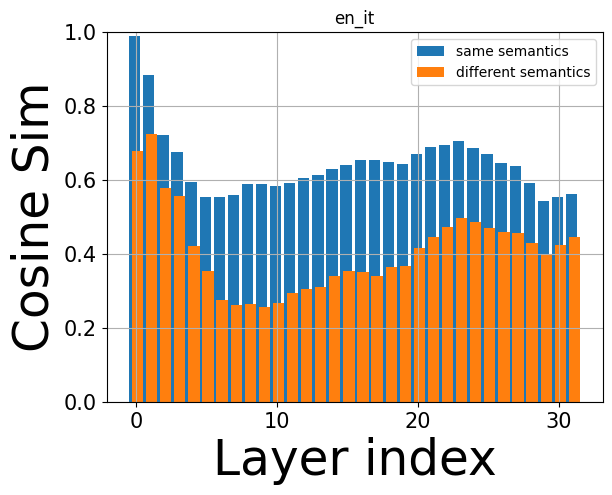 en_it
same semantics
different semantics
Cosine Sim
1.0
0.8
0.6
0.4
0.2
0.0
0 10 20 30
Layer index